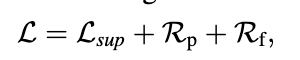 ℒ = ℒ_sup + ℛ_p + ℛ_f,